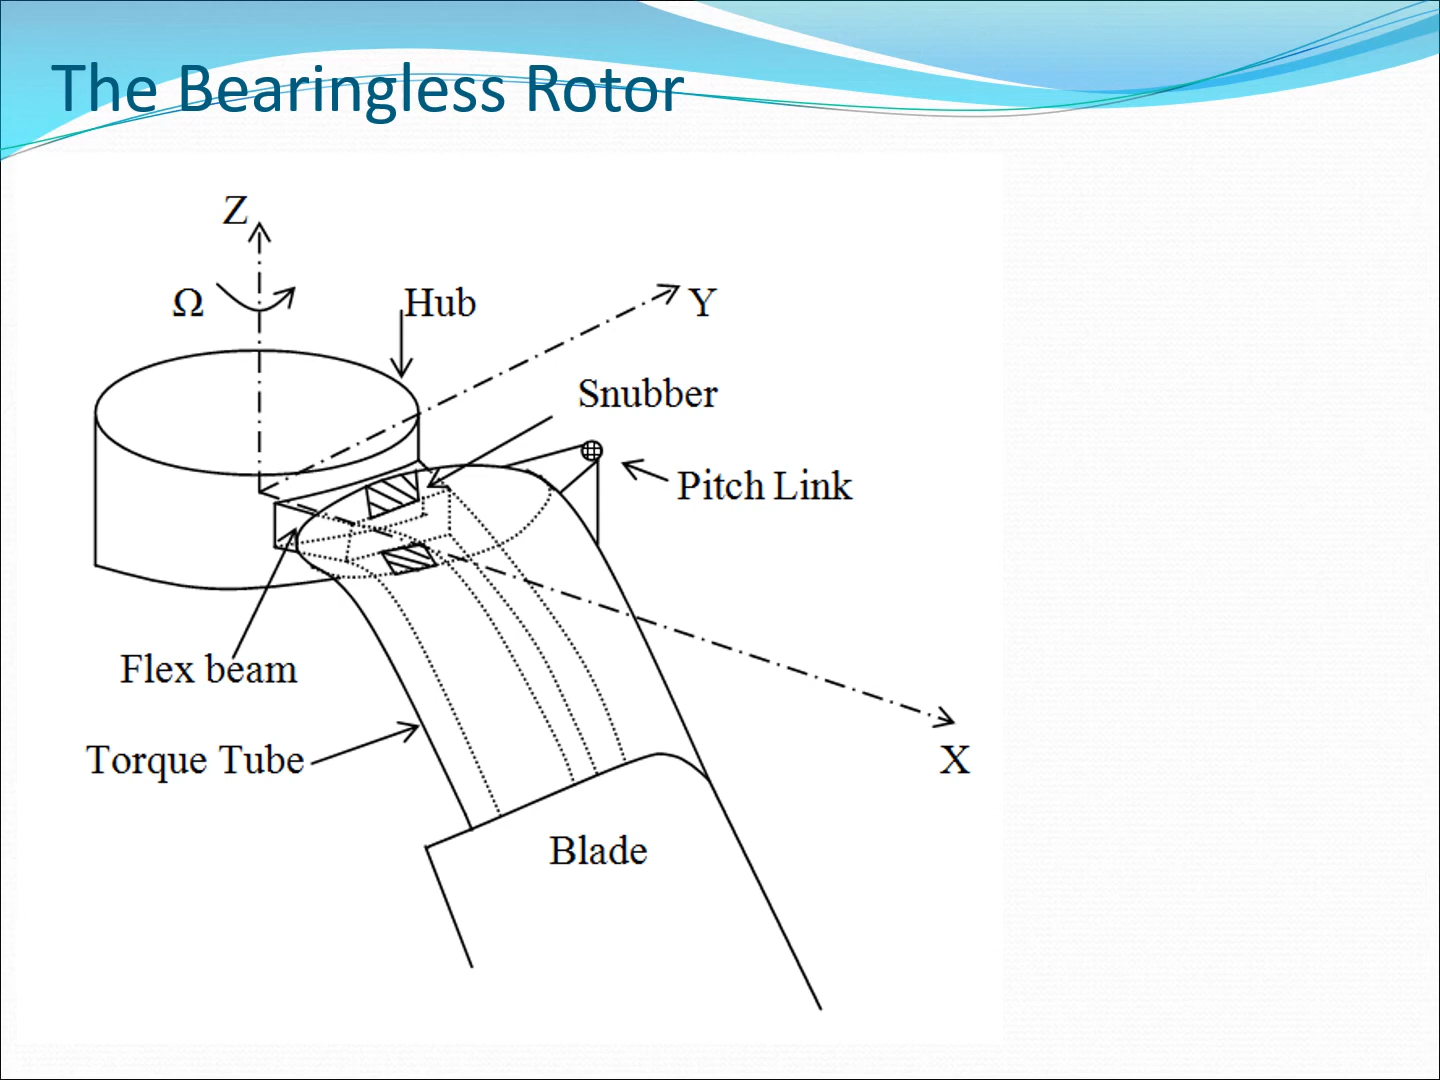 The Bearingless Rotor
Z
Ω
Hub
Y
Snubber
Pitch Link
Flex beam
Torque Tube
X
Blade